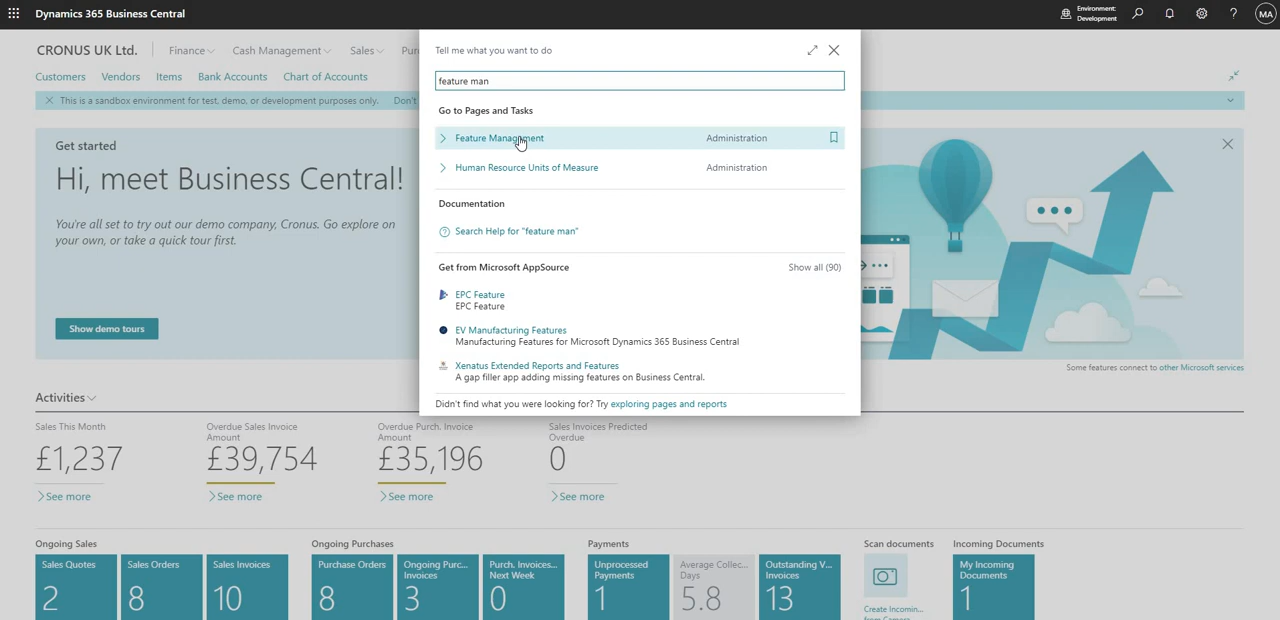 Dynamics 365 Business Central
Environment:
Development
MA
CRONUS UK Ltd.
Finance
Cash Management
Sales
Customers
Vendors
Items
Bank Accounts
Chart of Accounts
This is a sandbox environment for test, demo, or development purposes only.
Tell me what you want to do
feature man
Go to Pages and Tasks
Feature Management
Administration
Human Resource Units of Measure
Administration
Documentation
Search Help for "feature man"
Get from Microsoft AppSource
Show all (90)
EPC Feature
EPC Feature
EV Manufacturing Features
Manufacturing Features for Microsoft Dynamics 365 Business Central
Xenatus Extended Reports and Features
A gap filler app adding missing features on Business Central.
Didn't find what you were looking for? Try exploring pages and reports
Get started
Hi, meet Business Central!
You're all set to try out our demo company, Cronus. Go explore on
your own, or take a quick tour first.
Show demo tours
Some features connect to other Microsoft services
Activities
Sales This Month
£1,237
See more
Overdue Sales Invoice
Amount
£39,754
See more
Overdue Purch. Invoice
Amount
£35,196
See more
Sales Invoices Predicted
Overdue
0
See more
Ongoing Sales
Sales Quotes
2
Sales Orders
8
Sales Invoices
10
Ongoing Purchases
Purchase Orders
8
Ongoing Purc...
Invoices
3
Purch. Invoices...
Next Week
0
Payments
Unprocessed
Payments
1
Average Collec...
Days
5.8
Outstanding V...
Invoices
13
Scan documents
Create Incomin...
from Camera
Incoming Documents
My Incoming
Documents
1